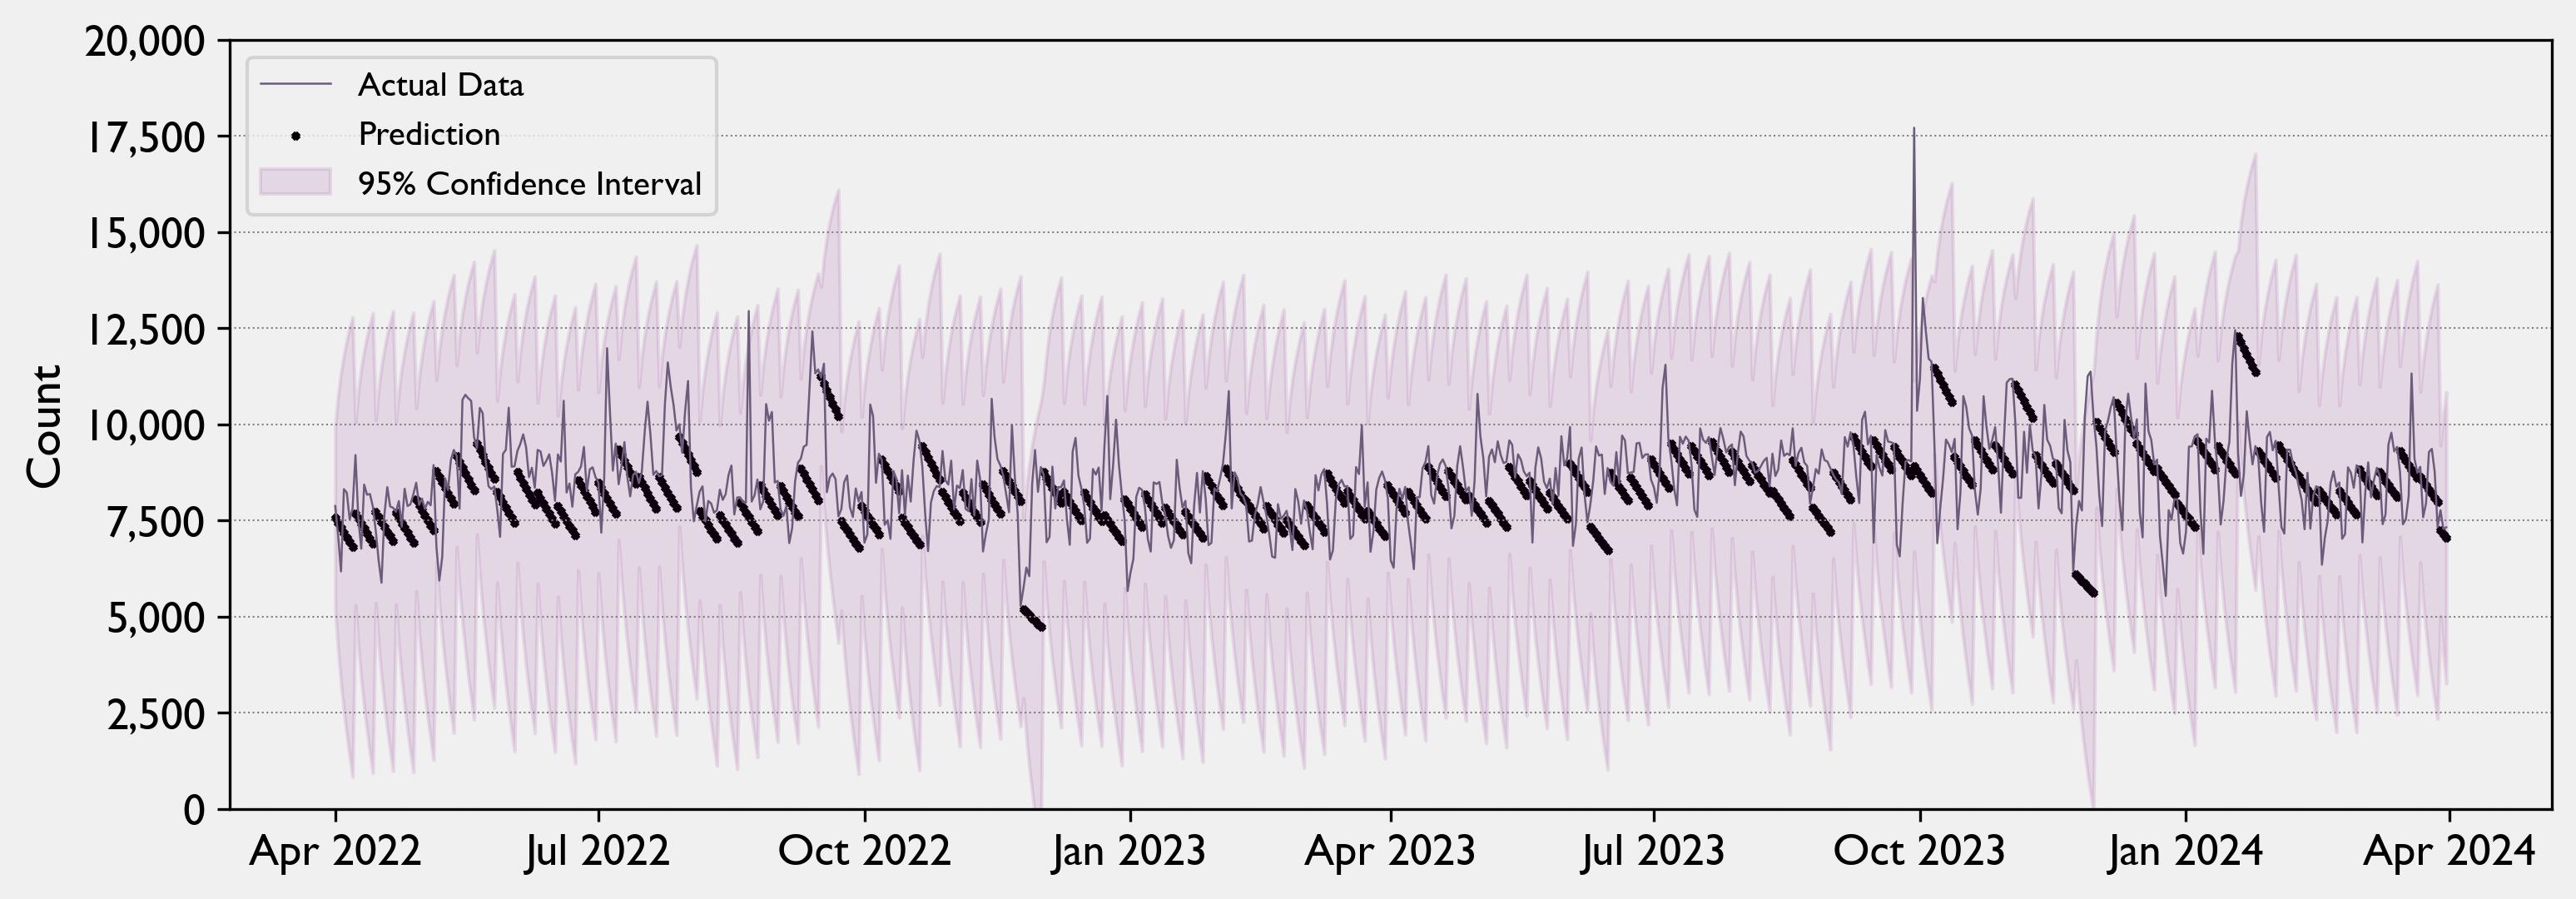 20,000
17,500
15,000
12,500
10,000
7,500
5,000
2,500
0
Count
Actual Data
Prediction
95% Confidence Interval
Apr 2022 Jul 2022 Oct 2022 Jan 2023 Apr 2023 Jul 2023 Oct 2023 Jan 2024 Apr 2024